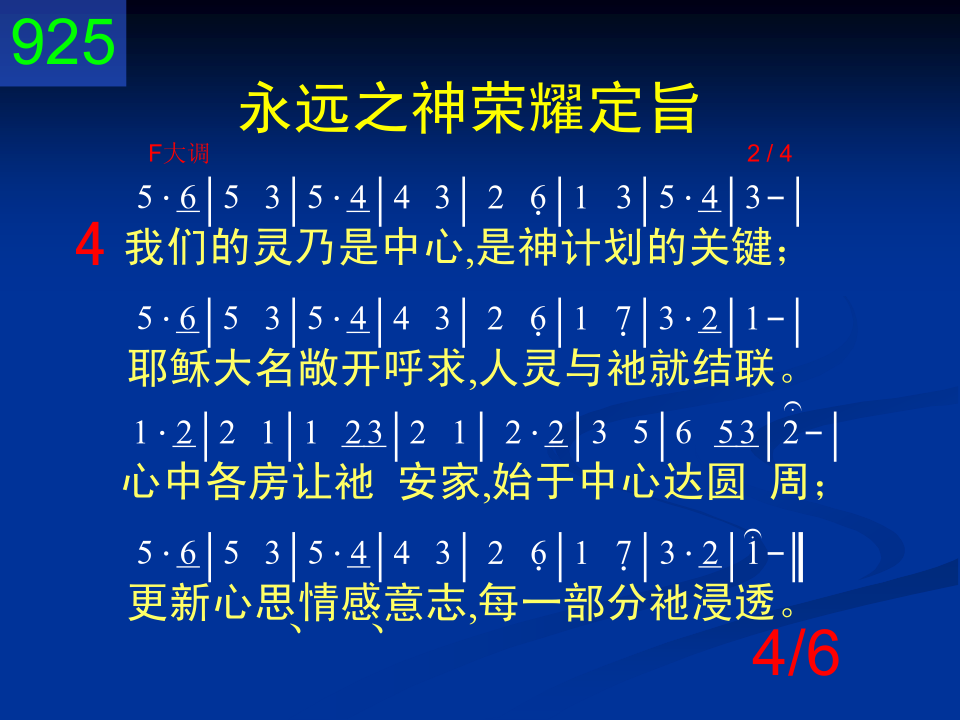 925
永远之神荣耀定旨
F大调 2 / 4
5 · 6 | 5 3 | 5 · 4 | 4 3 | 2 6̣ | 1 3 | 5 · 4 | 3 – |
4 我们的灵乃是中心,是神计划的关键；
5 · 6 | 5 3 | 5 · 4 | 4 3 | 2 6̣ | 1 7̣ | 3 · 2 | 1 – |
耶稣大名敞开呼求,人灵与祂就结联。
1 · 2 | 2 1 | 1 2 3 | 2 1 | 2 · 2 | 3 5 | 6 5 3 | 2 – |
心中各房让祂 安家,始于中心达圆 周；
5 · 6 | 5 3 | 5 · 4 | 4 3 | 2 6̣ | 1 7̣ | 3 · 2 | 1 – ‖
更新心思、情感、意志,每一部分祂浸透。
4/6